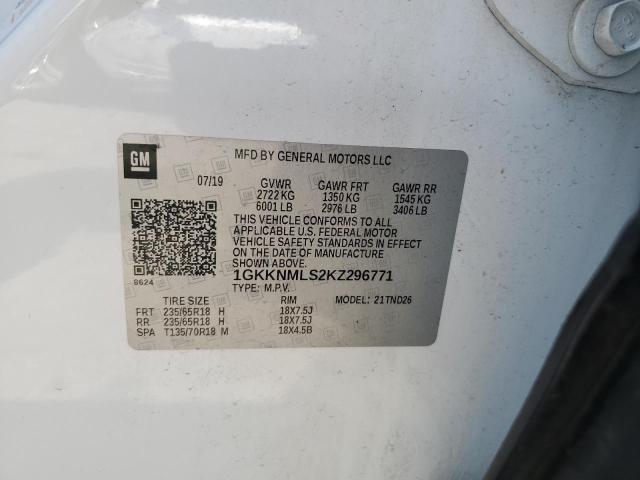 GM
MFD BY GENERAL MOTORS LLC
07/19 GVWR GAWR FRT GAWR RR
2722 KG 1350 KG 1545 KG
6001 LB 2976 LB 3406 LB
THIS VEHICLE CONFORMS TO ALL
APPLICABLE U.S. FEDERAL MOTOR
VEHICLE SAFETY STANDARDS IN EFFECT
ON THE DATE OF MANUFACTURE
SHOWN ABOVE.
8624 1GKKNMLS2KZ296771
TYPE: M.P.V.
TIRE SIZE RIM MODEL: 21TND26
FRT 235/65R18 H 18X7.5J
RR 235/65R18 H 18X7.5J
SPA T135/70R18 M 18X4.5B